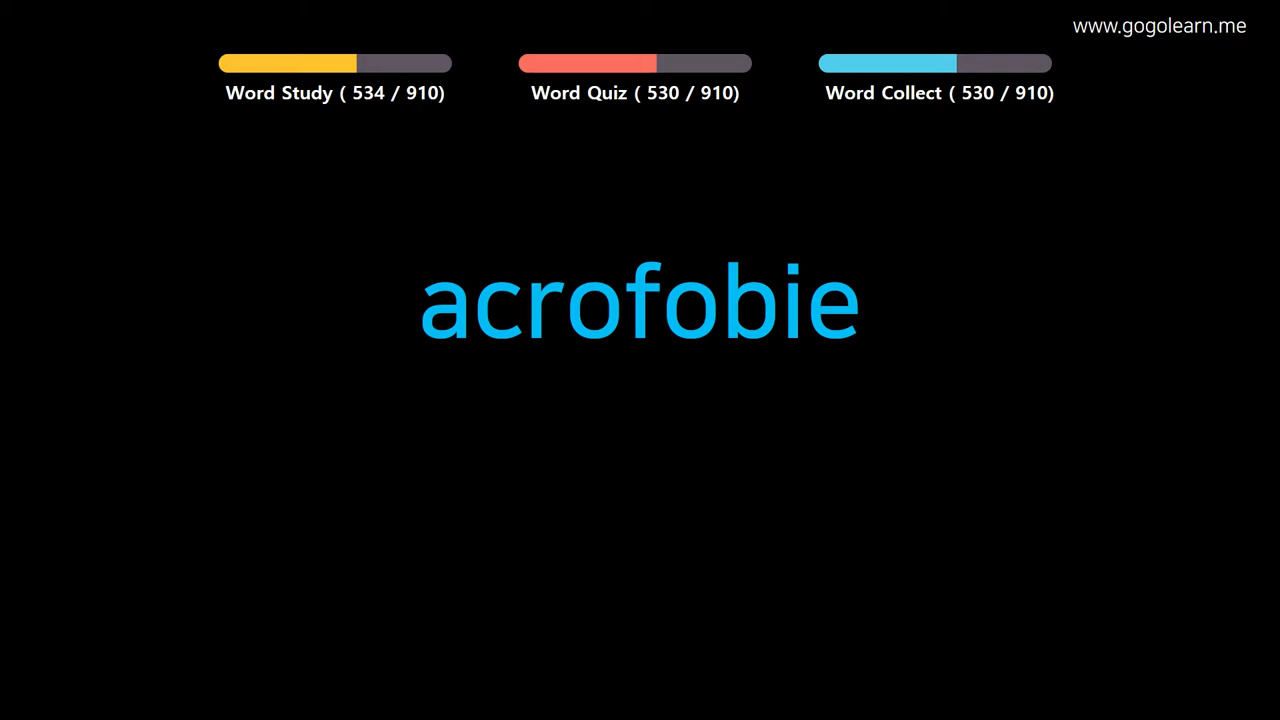 www.gogolearn.me
Word Study ( 534 / 910)
Word Quiz ( 530 / 910)
Word Collect ( 530 / 910)
acrofobie